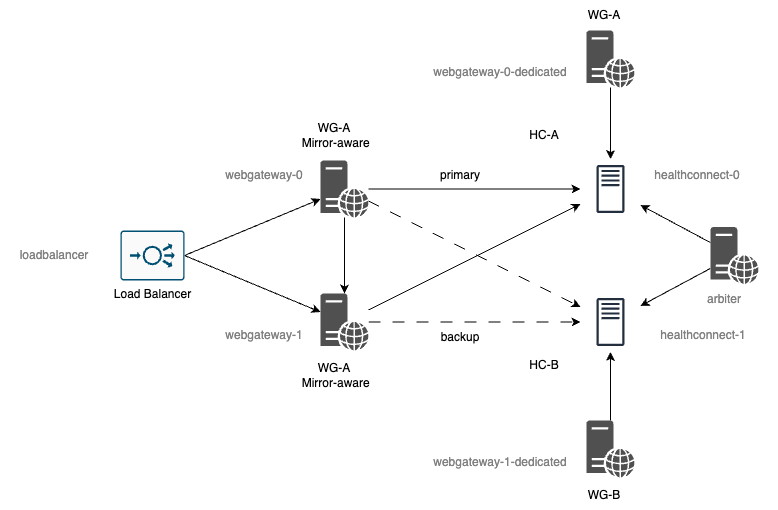 WG-A
webgateway-0-dedicated
WG-A
Mirror-aware
HC-A
webgateway-0
primary
healthconnect-0
loadbalancer
Load Balancer
arbiter
webgateway-1
backup
healthconnect-1
WG-A
Mirror-aware
HC-B
webgateway-1-dedicated
WG-B